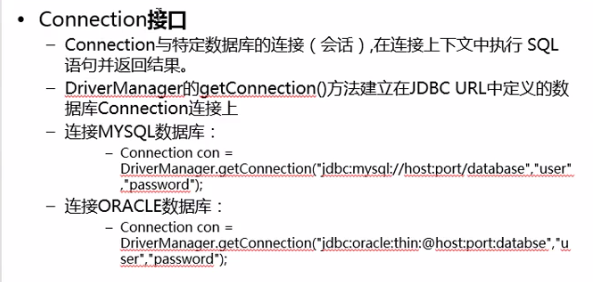 • Connection接口
– Connection与特定数据库的连接（会话）,在连接上下文中执行 SQL
语句并返回结果。
– DriverManager的getConnection()方法建立在JDBC URL中定义的数
据库Connection连接上
– 连接MYSQL数据库：
– Connection con =
DriverManager.getConnection("jdbc:mysql://host:port/database","user"
,"password");
– 连接ORACLE数据库：
– Connection con =
DriverManager.getConnection("jdbc:oracle:thin:@host:port:databse","u
ser","password");